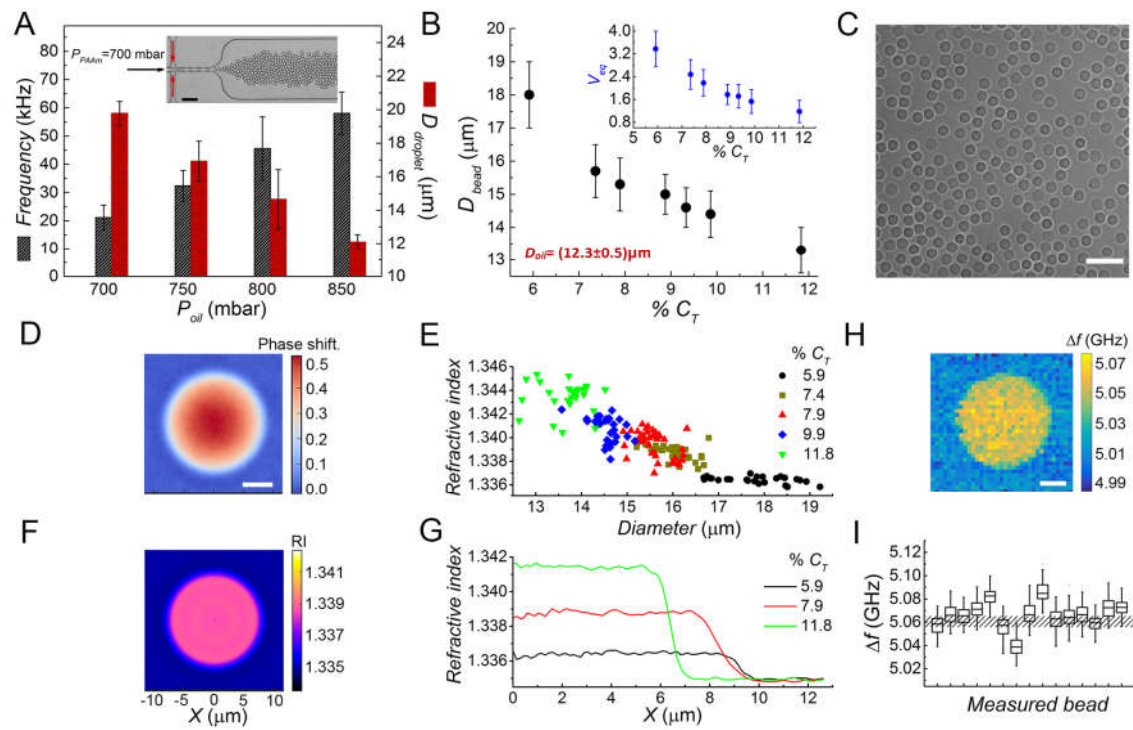 A
P_PAAm=700 mbar
Frequency (kHz)
80
70
60
50
40
30
20
10
0
24
22
20
18
16
14
12
10
D_droplet (μm)
700 750 800 850
P_oil (mbar)
B
D_bead (μm)
19
18
17
16
15
14
13
V_eq
4.0
3.2
2.4
1.6
0.8
5 6 7 8 9 10 11 12
% C_T
D_oil= (12.3±0.5)μm
6 7 8 9 10 11 12
% C_T
C
D
Phase shift.
0.5
0.4
0.3
0.2
0.1
0.0
E
Refractive index
1.346
1.344
1.342
1.340
1.338
1.336
13 14 15 16 17 18 19
Diameter (μm)
% C_T
5.9
7.4
7.9
9.9
11.8
H
Δf (GHz)
5.07
5.03
5.01
4.99
F
RI
1.341
1.339
1.337
1.335
-10 -5 0 5 10
X (μm)
G
Refractive index
1.342
1.340
1.338
1.336
0 2 4 6 8 10 12
X (μm)
% C_T
5.9
7.9
11.8
I
Δf (GHz)
5.12
5.10
5.08
5.06
5.04
5.02
Measured bead